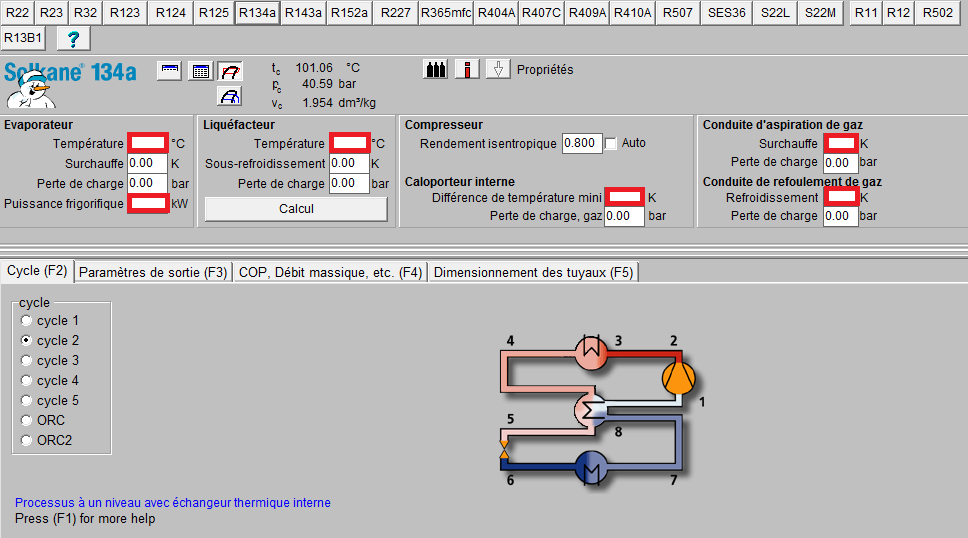 R22 R23 R32 R123 R124 R125 R134a R143a R152a R227 R365mfc R404A R407C R409A R410A R507 SES36 S22L S22M R11 R12 R502
R13B1 ?
Solkane® 134a
tc 101.06 °C
pc 40.59 bar
vc 1.954 dm³/kg
Propriétés
Evaporateur
Température °C
Surchauffe 0.00 K
Perte de charge 0.00 bar
Puissance frigorifique kW
Liquéfacteur
Température °C
Sous-refroidissement 0.00 K
Perte de charge 0.00 bar
Calcul
Compresseur
Rendement isentropique 0.800 Auto
Caloporteur interne
Différence de température mini K
Perte de charge, gaz 0.00 bar
Conduite d'aspiration de gaz
Surchauffe K
Perte de charge 0.00 bar
Conduite de refoulement de gaz
Refroidissement K
Perte de charge 0.00 bar
Cycle (F2) Paramètres de sortie (F3) COP, Débit massique, etc. (F4) Dimensionnement des tuyaux (F5)
cycle
cycle 1
cycle 2
cycle 3
cycle 4
cycle 5
ORC
ORC2
4 3 2
1
5
8
6 7
Processus à un niveau avec échangeur thermique interne
Press (F1) for more help